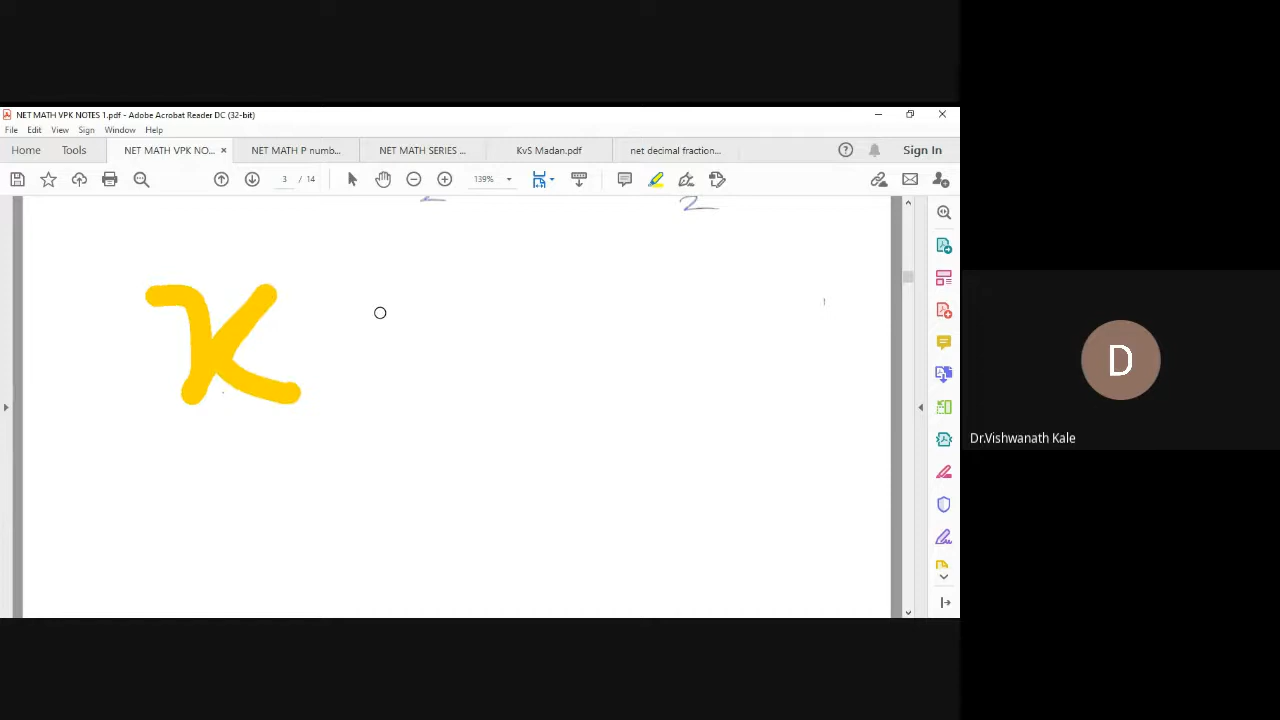 NET MATH VPK NOTES 1.pdf - Adobe Acrobat Reader DC (32-bit)
File Edit View Sign Window Help
Home Tools NET MATH VPK NO... × NET MATH P numb... NET MATH SERIES ... KvS Madan.pdf net decimal fraction... Sign In
3 / 14 139%
2 2
K
D
Dr.Vishwanath Kale